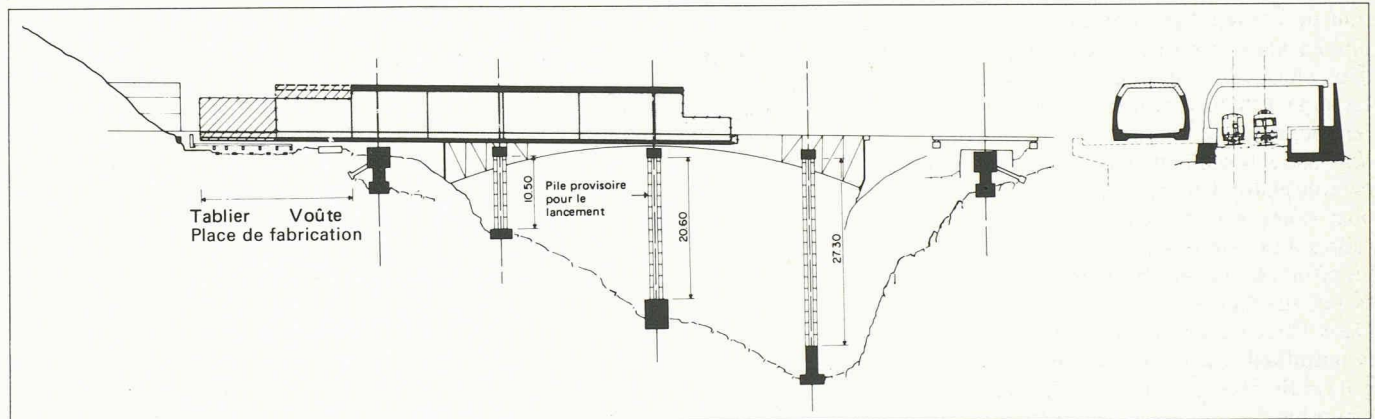 Tablier Voûte
Place de fabrication
10.50
Pile provisoire
pour le
lancement
20.60
27.30